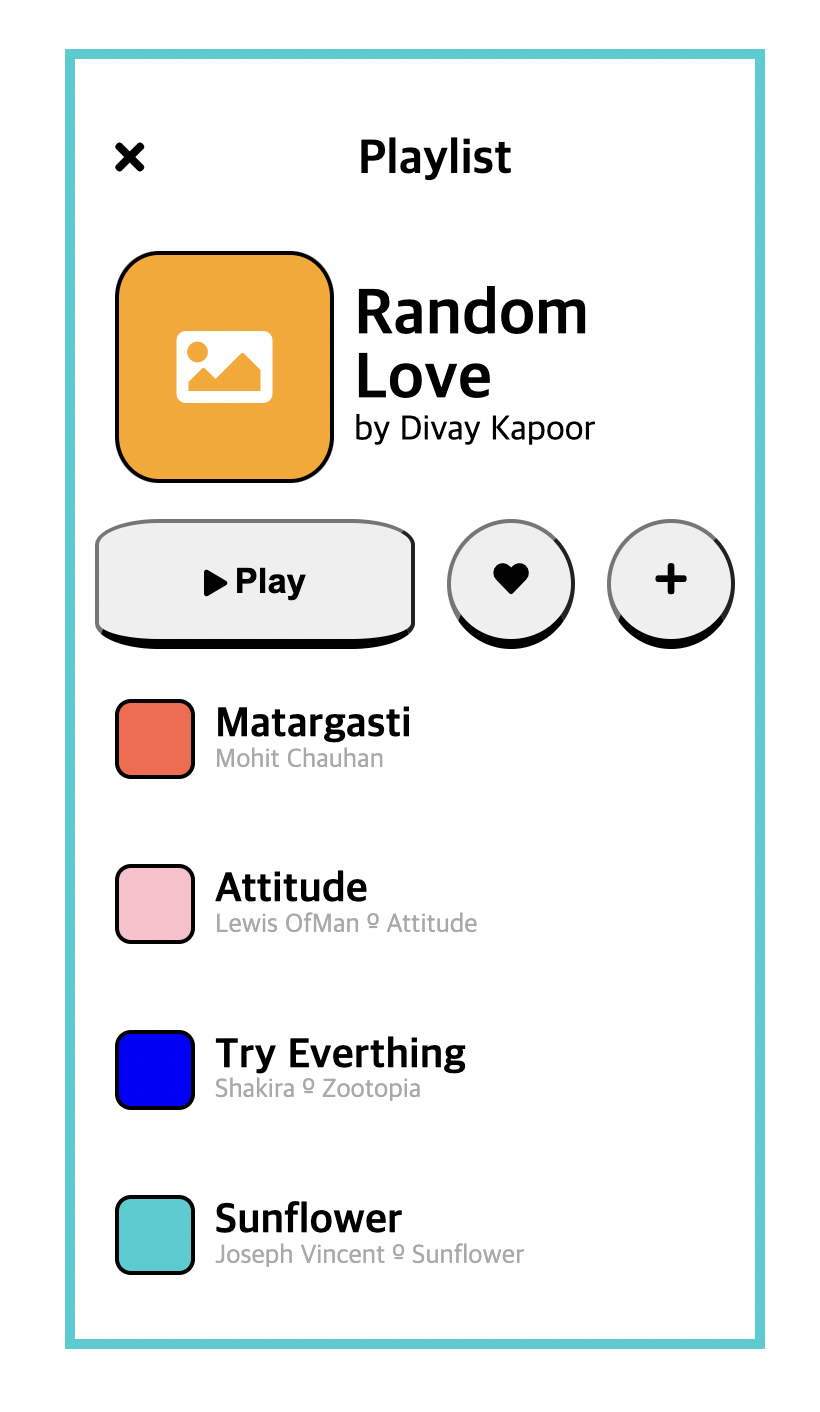 Playlist
Random
Love
by Divay Kapoor
Play
Matargasti
Mohit Chauhan
Attitude
Lewis OfMan º Attitude
Try Everthing
Shakira º Zootopia
Sunflower
Joseph Vincent º Sunflower